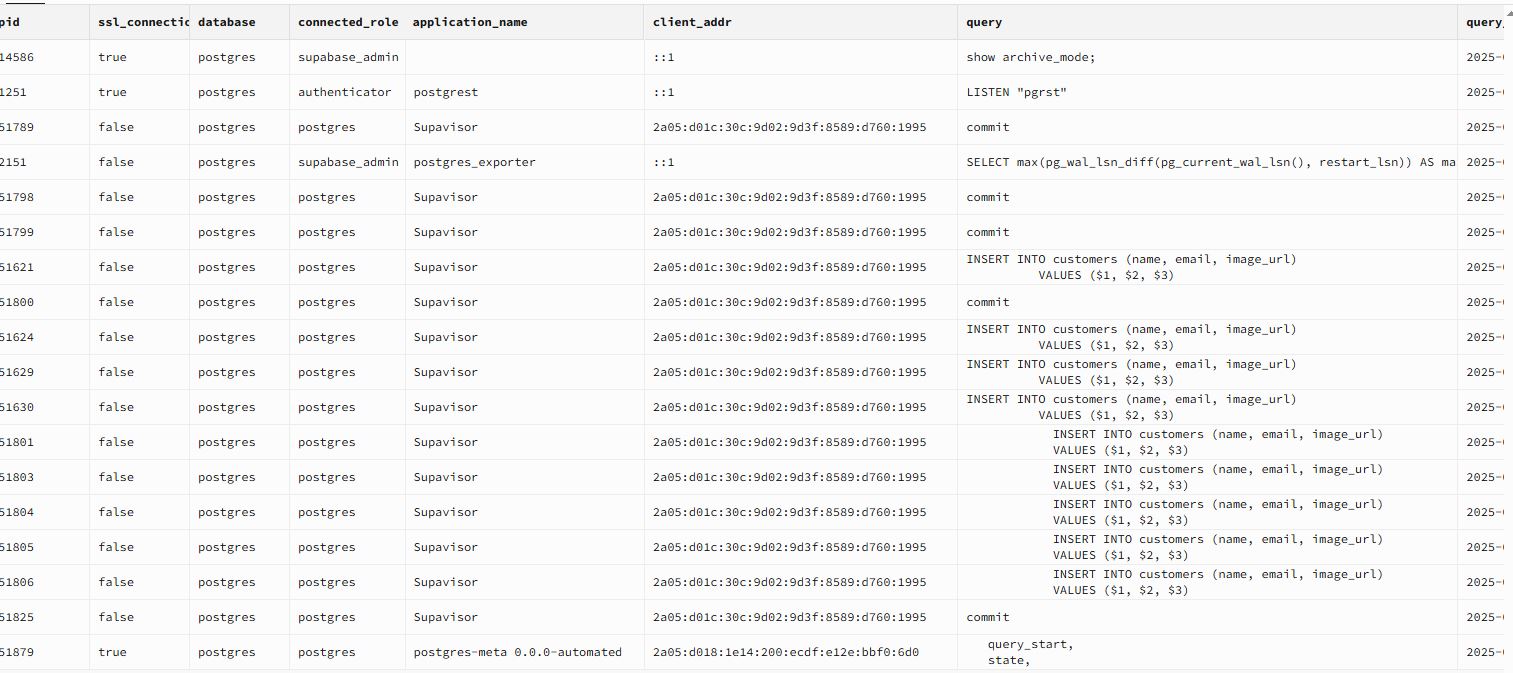 pid ssl_connectio database connected_role application_name client_addr query query_
14586 true postgres supabase_admin ::1 show archive_mode; 2025-
1251 true postgres authenticator postgrest ::1 LISTEN "pgrst" 2025-
51789 false postgres postgres Supavisor 2a05:d01c:30c:9d02:9d3f:8589:d760:1995 commit 2025-
2151 false postgres supabase_admin postgres_exporter ::1 SELECT max(pg_wal_lsn_diff(pg_current_wal_lsn(), restart_lsn)) AS ma 2025-
51798 false postgres postgres Supavisor 2a05:d01c:30c:9d02:9d3f:8589:d760:1995 commit 2025-
51799 false postgres postgres Supavisor 2a05:d01c:30c:9d02:9d3f:8589:d760:1995 commit 2025-
51621 false postgres postgres Supavisor 2a05:d01c:30c:9d02:9d3f:8589:d760:1995 INSERT INTO customers (name, email, image_url) 2025-
VALUES ($1, $2, $3)
51800 false postgres postgres Supavisor 2a05:d01c:30c:9d02:9d3f:8589:d760:1995 commit 2025-
51624 false postgres postgres Supavisor 2a05:d01c:30c:9d02:9d3f:8589:d760:1995 INSERT INTO customers (name, email, image_url) 2025-
VALUES ($1, $2, $3)
51629 false postgres postgres Supavisor 2a05:d01c:30c:9d02:9d3f:8589:d760:1995 INSERT INTO customers (name, email, image_url) 2025-
VALUES ($1, $2, $3)
51630 false postgres postgres Supavisor 2a05:d01c:30c:9d02:9d3f:8589:d760:1995 INSERT INTO customers (name, email, image_url) 2025-
VALUES ($1, $2, $3)
51801 false postgres postgres Supavisor 2a05:d01c:30c:9d02:9d3f:8589:d760:1995 INSERT INTO customers (name, email, image_url) 2025-
VALUES ($1, $2, $3)
51803 false postgres postgres Supavisor 2a05:d01c:30c:9d02:9d3f:8589:d760:1995 INSERT INTO customers (name, email, image_url) 2025-
VALUES ($1, $2, $3)
51804 false postgres postgres Supavisor 2a05:d01c:30c:9d02:9d3f:8589:d760:1995 INSERT INTO customers (name, email, image_url) 2025-
VALUES ($1, $2, $3)
51805 false postgres postgres Supavisor 2a05:d01c:30c:9d02:9d3f:8589:d760:1995 INSERT INTO customers (name, email, image_url) 2025-
VALUES ($1, $2, $3)
51806 false postgres postgres Supavisor 2a05:d01c:30c:9d02:9d3f:8589:d760:1995 INSERT INTO customers (name, email, image_url) 2025-
VALUES ($1, $2, $3)
51825 false postgres postgres Supavisor 2a05:d01c:30c:9d02:9d3f:8589:d760:1995 commit 2025-
51879 true postgres postgres postgres-meta 0.0.0-automated 2a05:d018:1e14:200:ecdf:e12e:bbf0:6d0 query_start, 2025-
state,